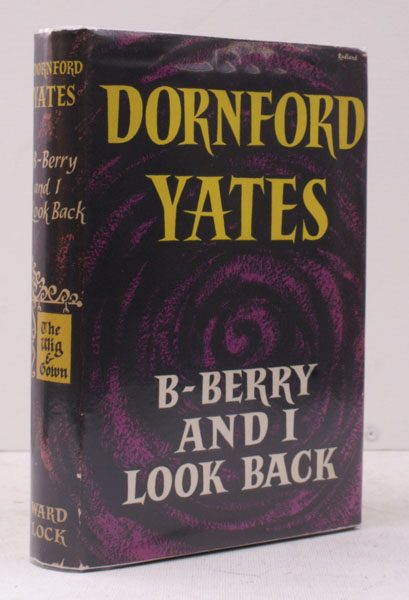 DORNFORD
YATES
B-Berry
and I
Look Back
The
Wig
&
Gown
WARD
LOCK
DORNFORD
YATES
B-BERRY
AND I
LOOK BACK